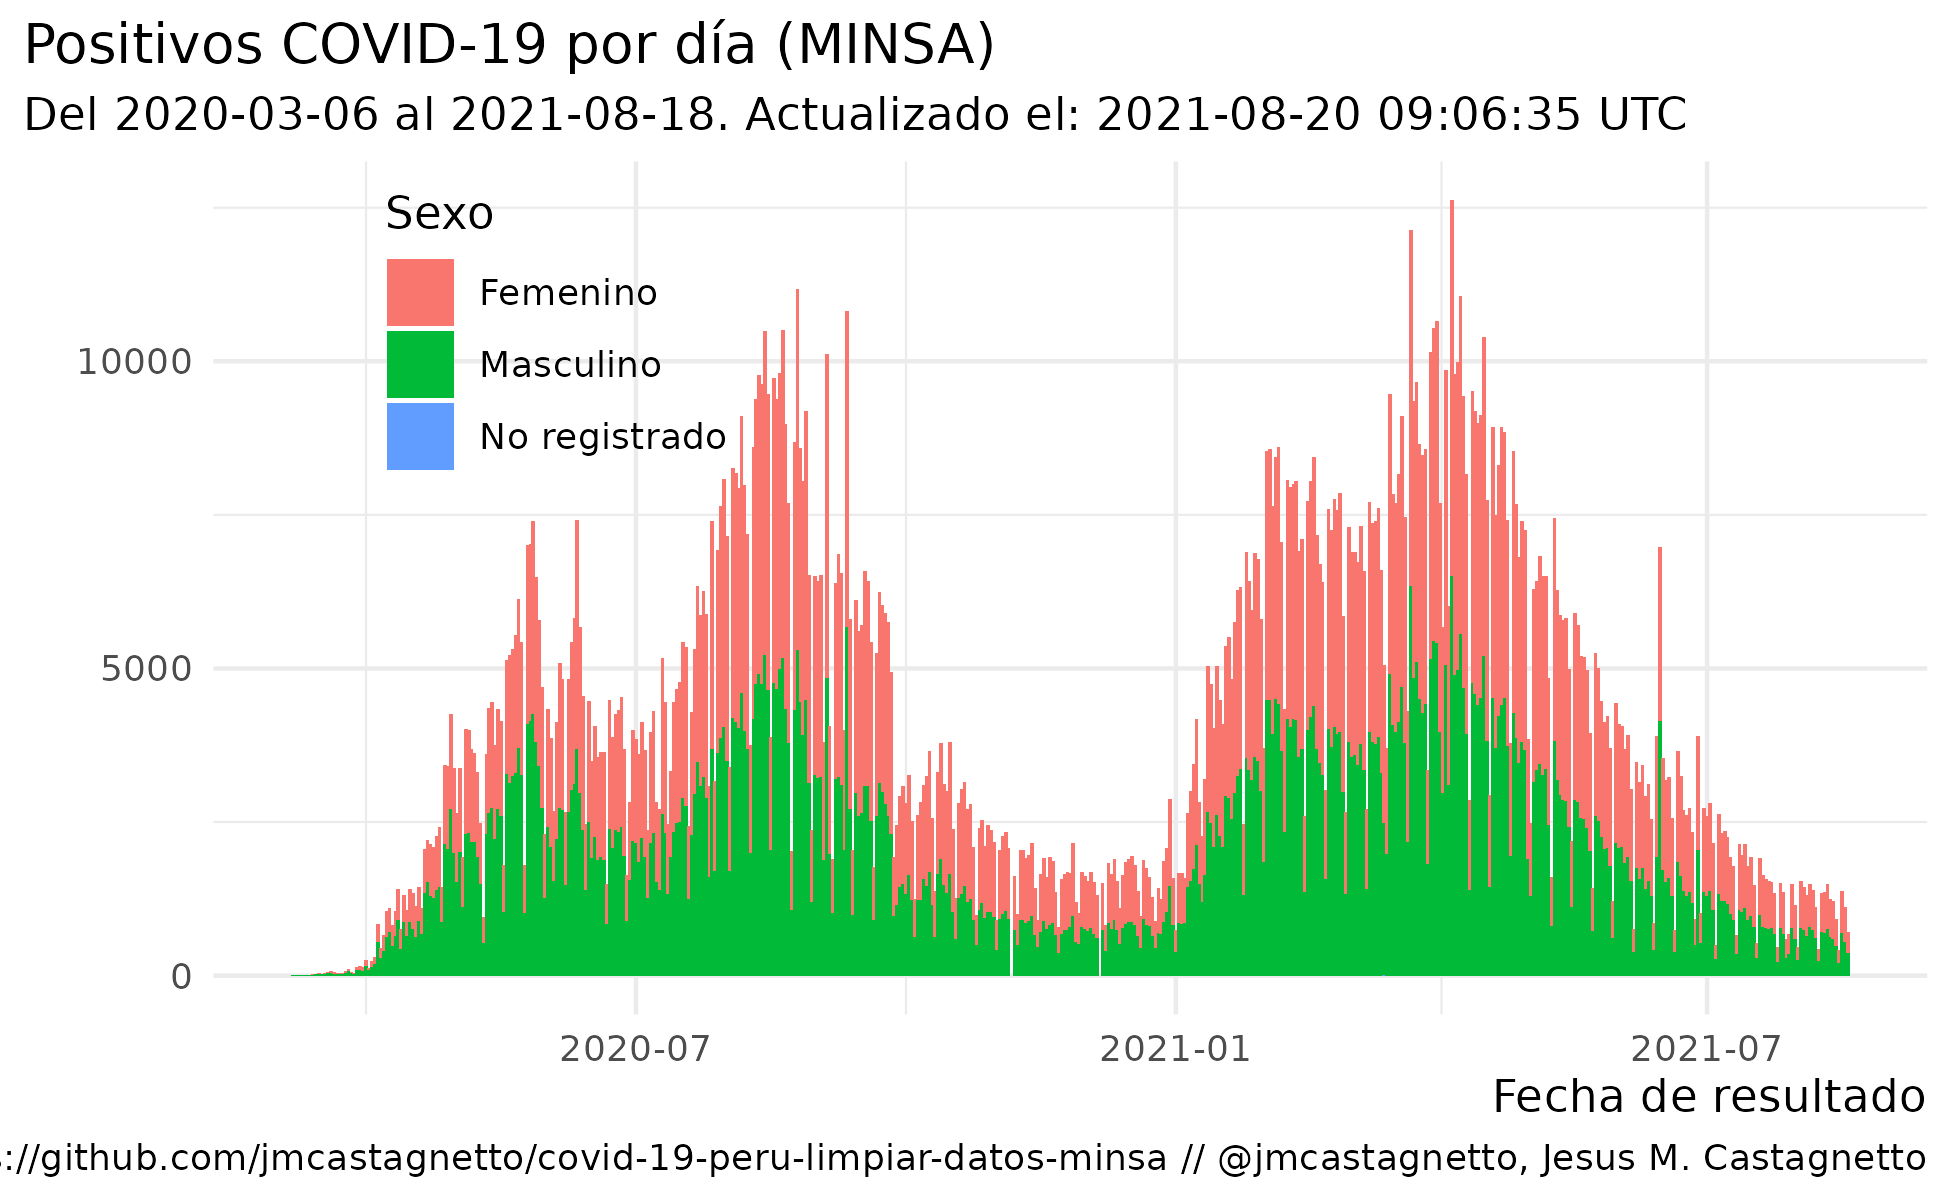 Positivos COVID-19 por día (MINSA)
Del 2020-03-06 al 2021-08-18. Actualizado el: 2021-08-20 09:06:35 UTC
Sexo
Femenino
Masculino
No registrado
10000
5000
0
2020-07 2021-01 2021-07
Fecha de resultado
://github.com/jmcastagnetto/covid-19-peru-limpiar-datos-minsa // @jmcastagnetto, Jesus M. Castagnetto